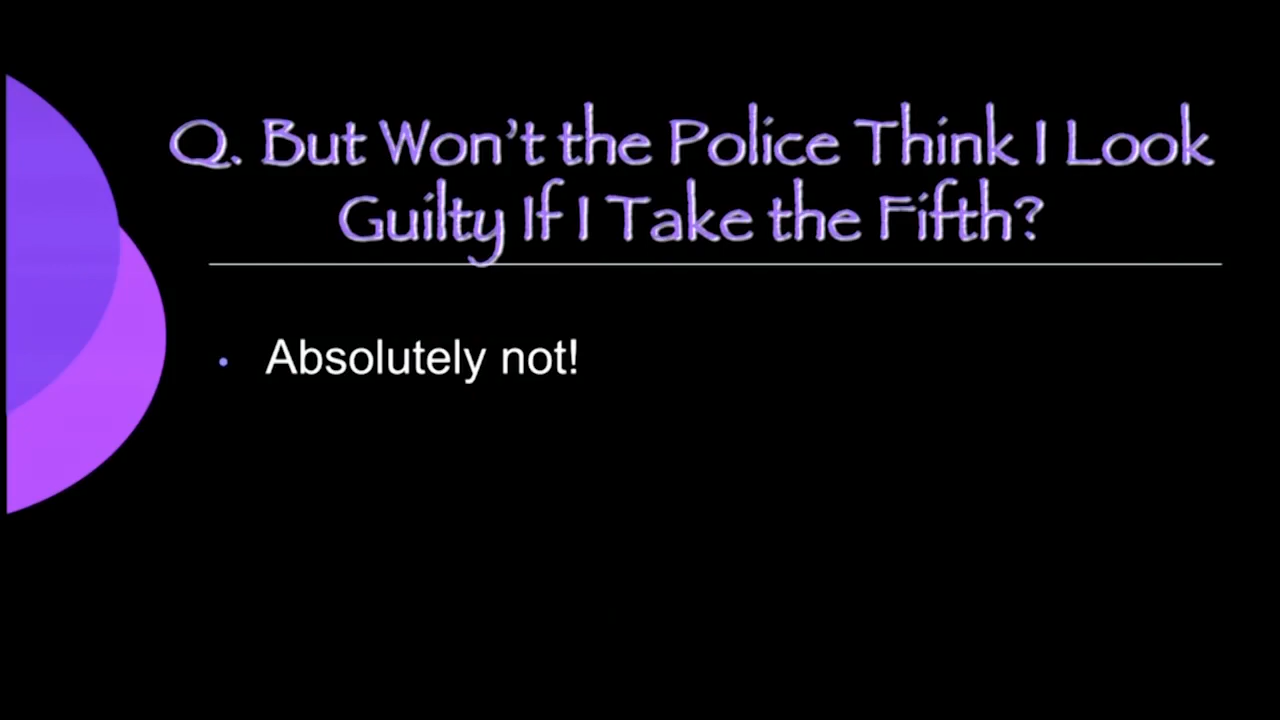 Q. But Won’t the Police Think I Look
Guilty If I Take the Fifth?
• Absolutely not!